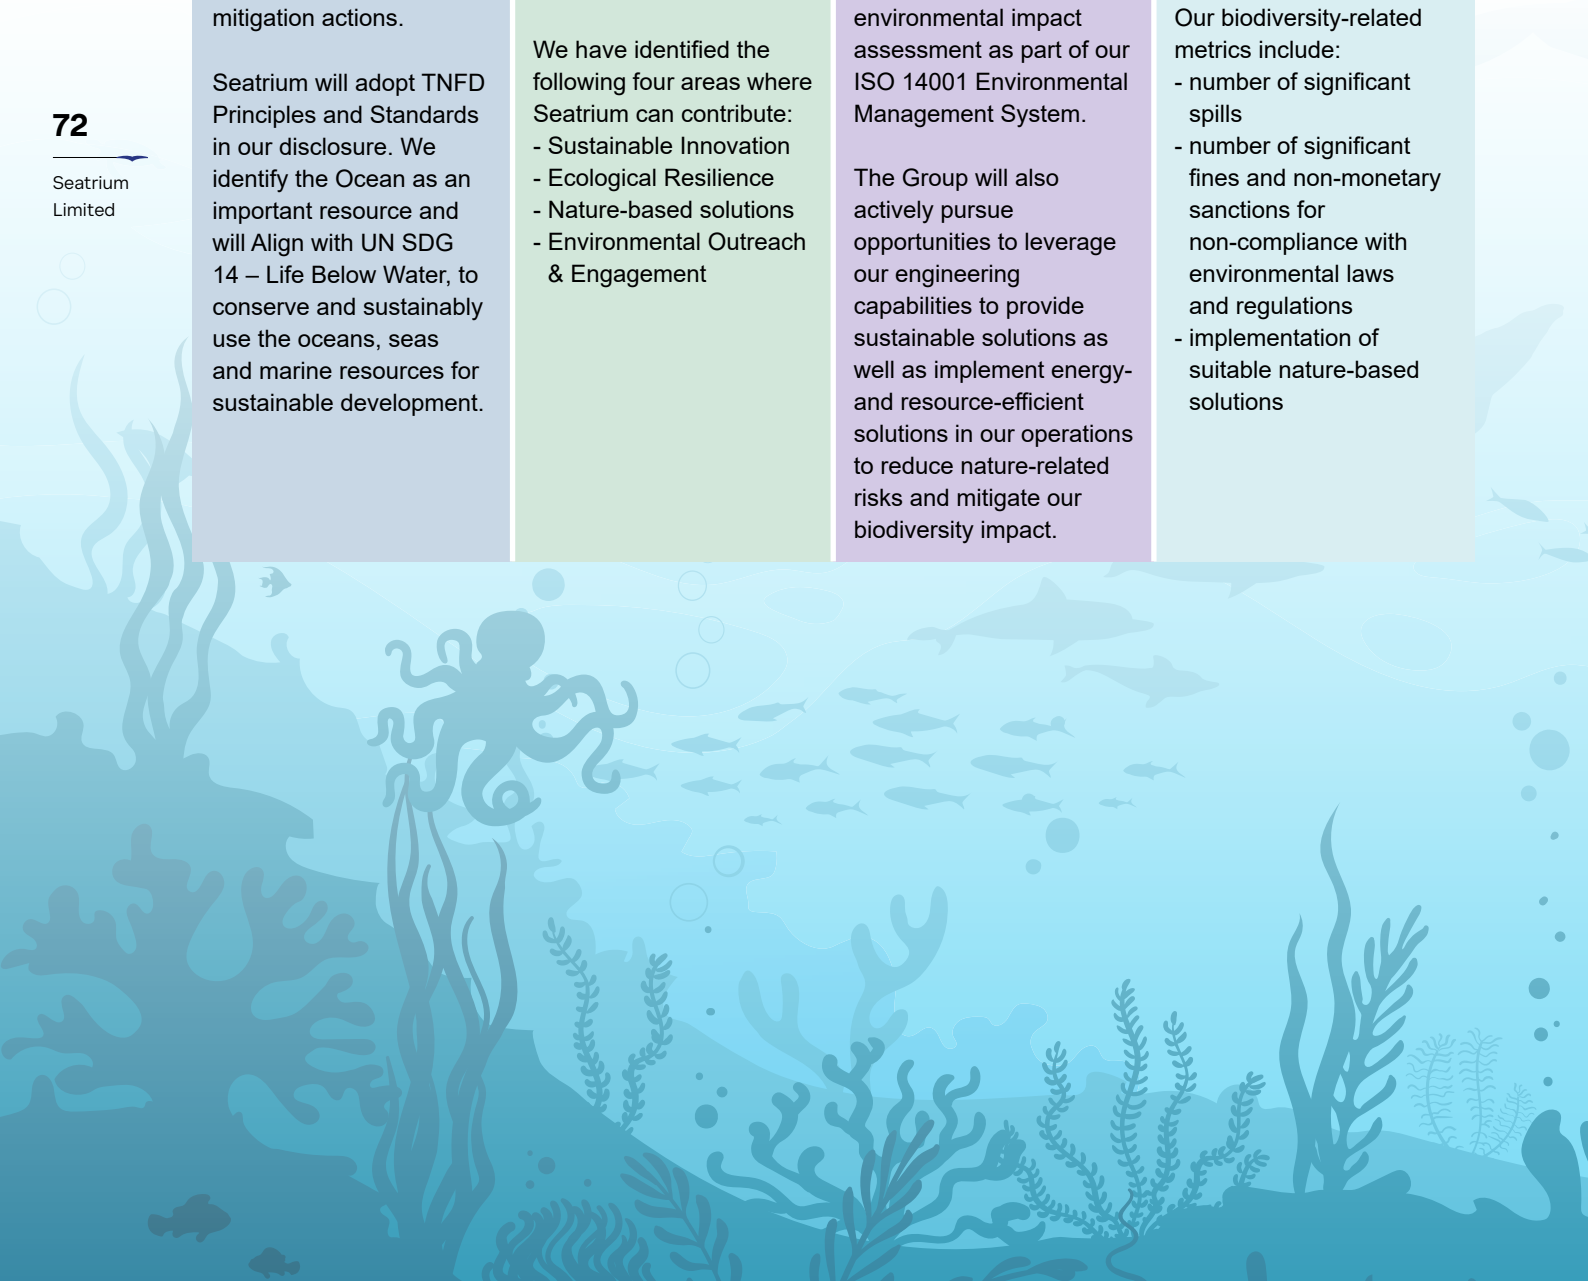 72
Seatrium
Limited
mitigation actions.
Seatrium will adopt TNFD
Principles and Standards
in our disclosure. We
identify the Ocean as an
important resource and
will Align with UN SDG
14 – Life Below Water, to
conserve and sustainably
use the oceans, seas
and marine resources for
sustainable development.
We have identified the
following four areas where
Seatrium can contribute:
- Sustainable Innovation
- Ecological Resilience
- Nature-based solutions
- Environmental Outreach
& Engagement
environmental impact
assessment as part of our
ISO 14001 Environmental
Management System.
The Group will also
actively pursue
opportunities to leverage
our engineering
capabilities to provide
sustainable solutions as
well as implement energy-
and resource-efficient
solutions in our operations
to reduce nature-related
risks and mitigate our
biodiversity impact.
Our biodiversity-related
metrics include:
- number of significant
spills
- number of significant
fines and non-monetary
sanctions for
non-compliance with
environmental laws
and regulations
- implementation of
suitable nature-based
solutions